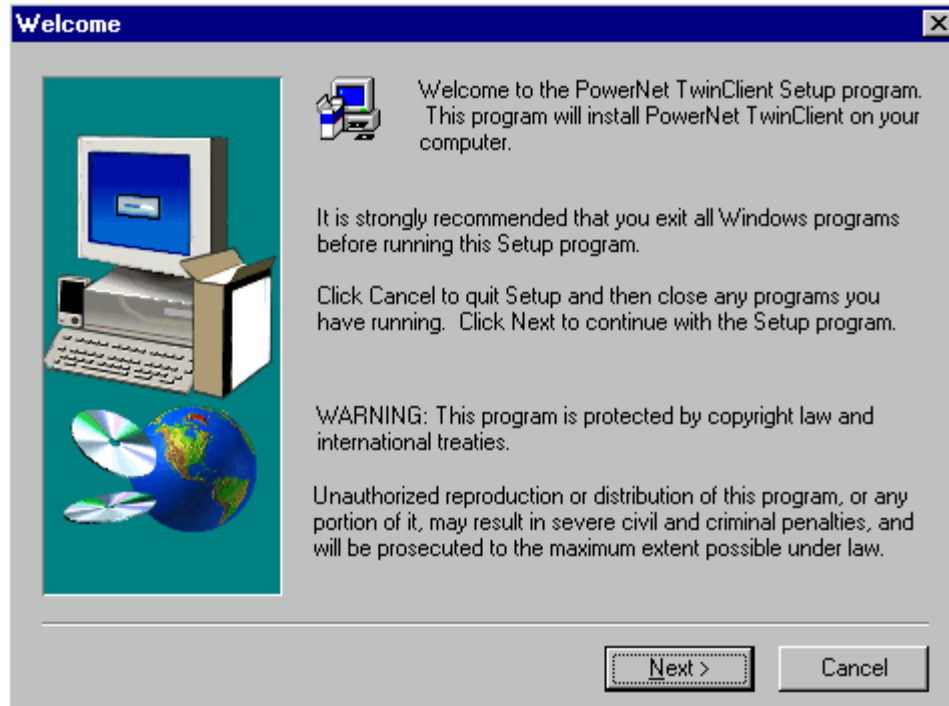 Welcome
Welcome to the PowerNet TwinClient Setup program.
This program will install PowerNet TwinClient on your
computer.
It is strongly recommended that you exit all Windows programs
before running this Setup program.
Click Cancel to quit Setup and then close any programs you
have running.  Click Next to continue with the Setup program.
WARNING: This program is protected by copyright law and
international treaties.
Unauthorized reproduction or distribution of this program, or any
portion of it, may result in severe civil and criminal penalties, and
will be prosecuted to the maximum extent possible under law.
Next >
Cancel